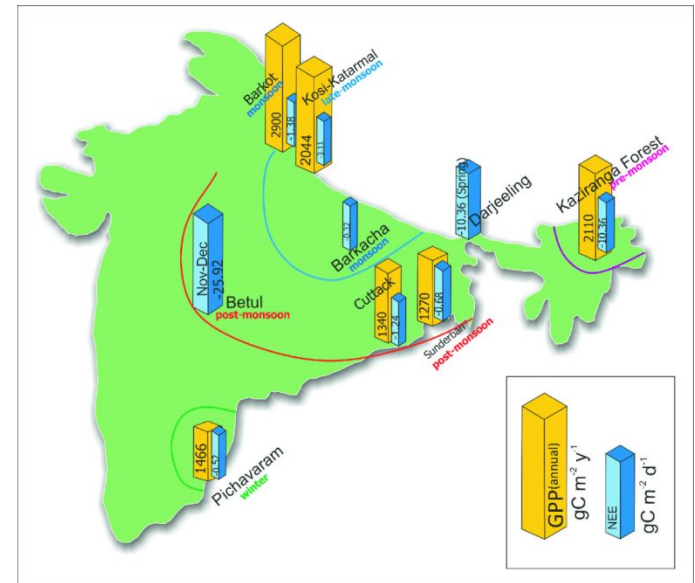 Barkot
monsoon
2900
-1.38
Kosi-Katarmal
late-monsoon
2044
-3.11
-10.36 (Spring)
Darjeeling
Kaziranga Forest
pre-monsoon
2110
-10.36
-0.32
Barkacha
monsoon
Nov-Dec
-25.92
Betul
post-monsoon
Cuttack
1340
-1.24
1270
-0.68
Sunderban
post-monsoon
1466
-0.52
Pichavaram
winter
GPP(annual)
gC m⁻² y⁻¹
NEE
gC m⁻² d⁻¹